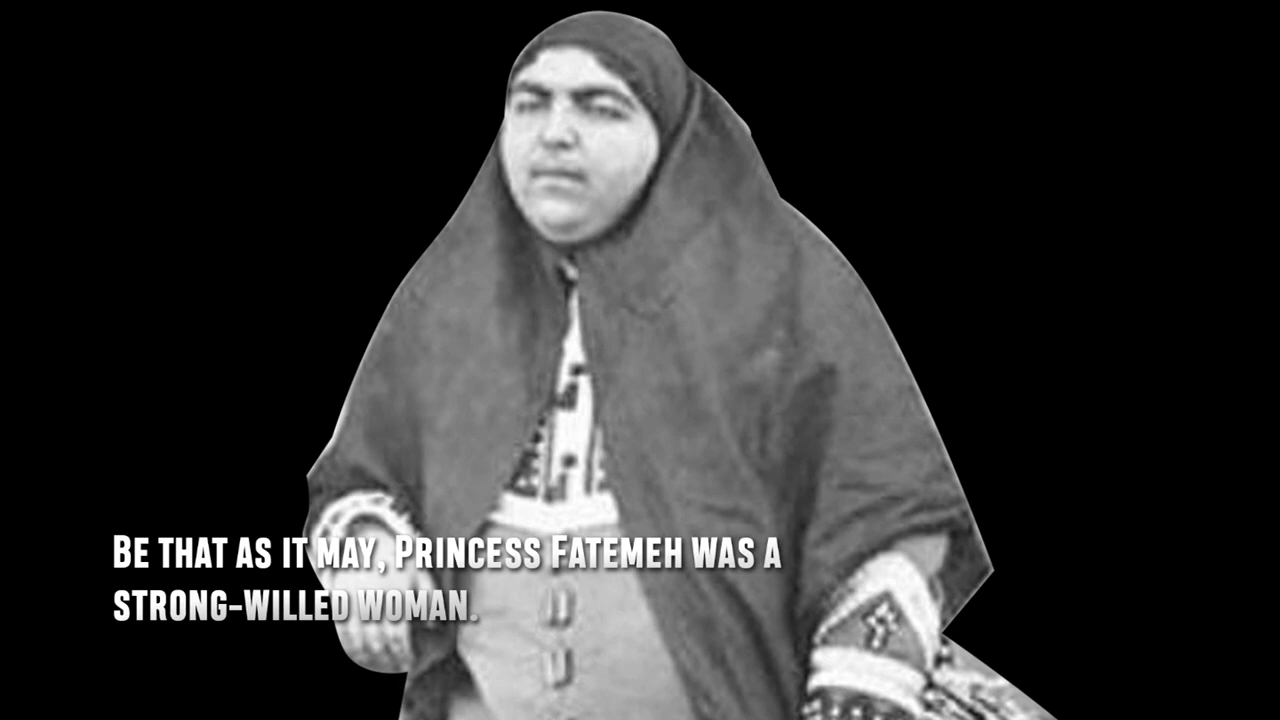 Be that as it may, Princess Fatemeh was a
strong-willed woman.